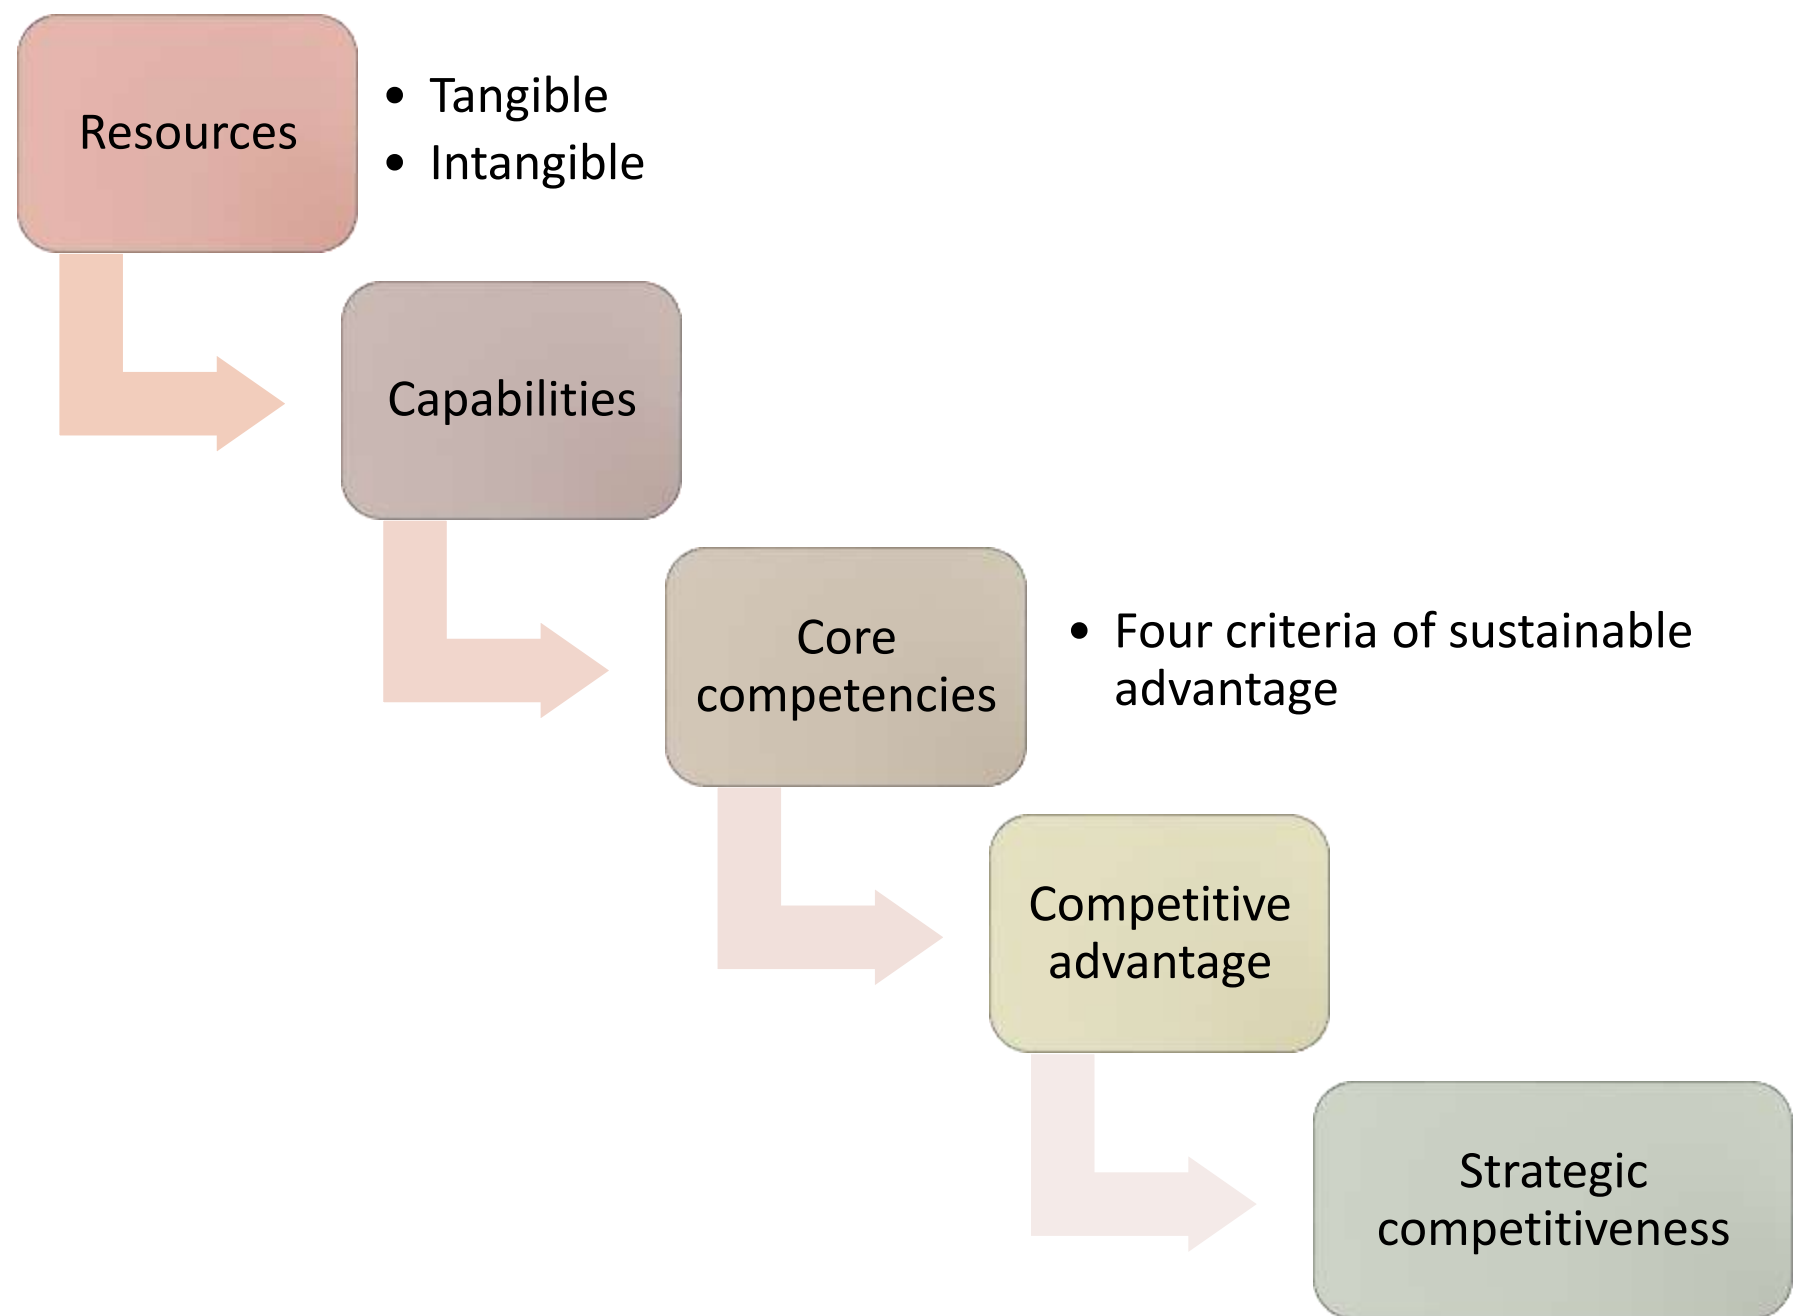 Resources
• Tangible
• Intangible
Capabilities
Core
competencies
• Four criteria of sustainable
advantage
Competitive
advantage
Strategic
competitiveness